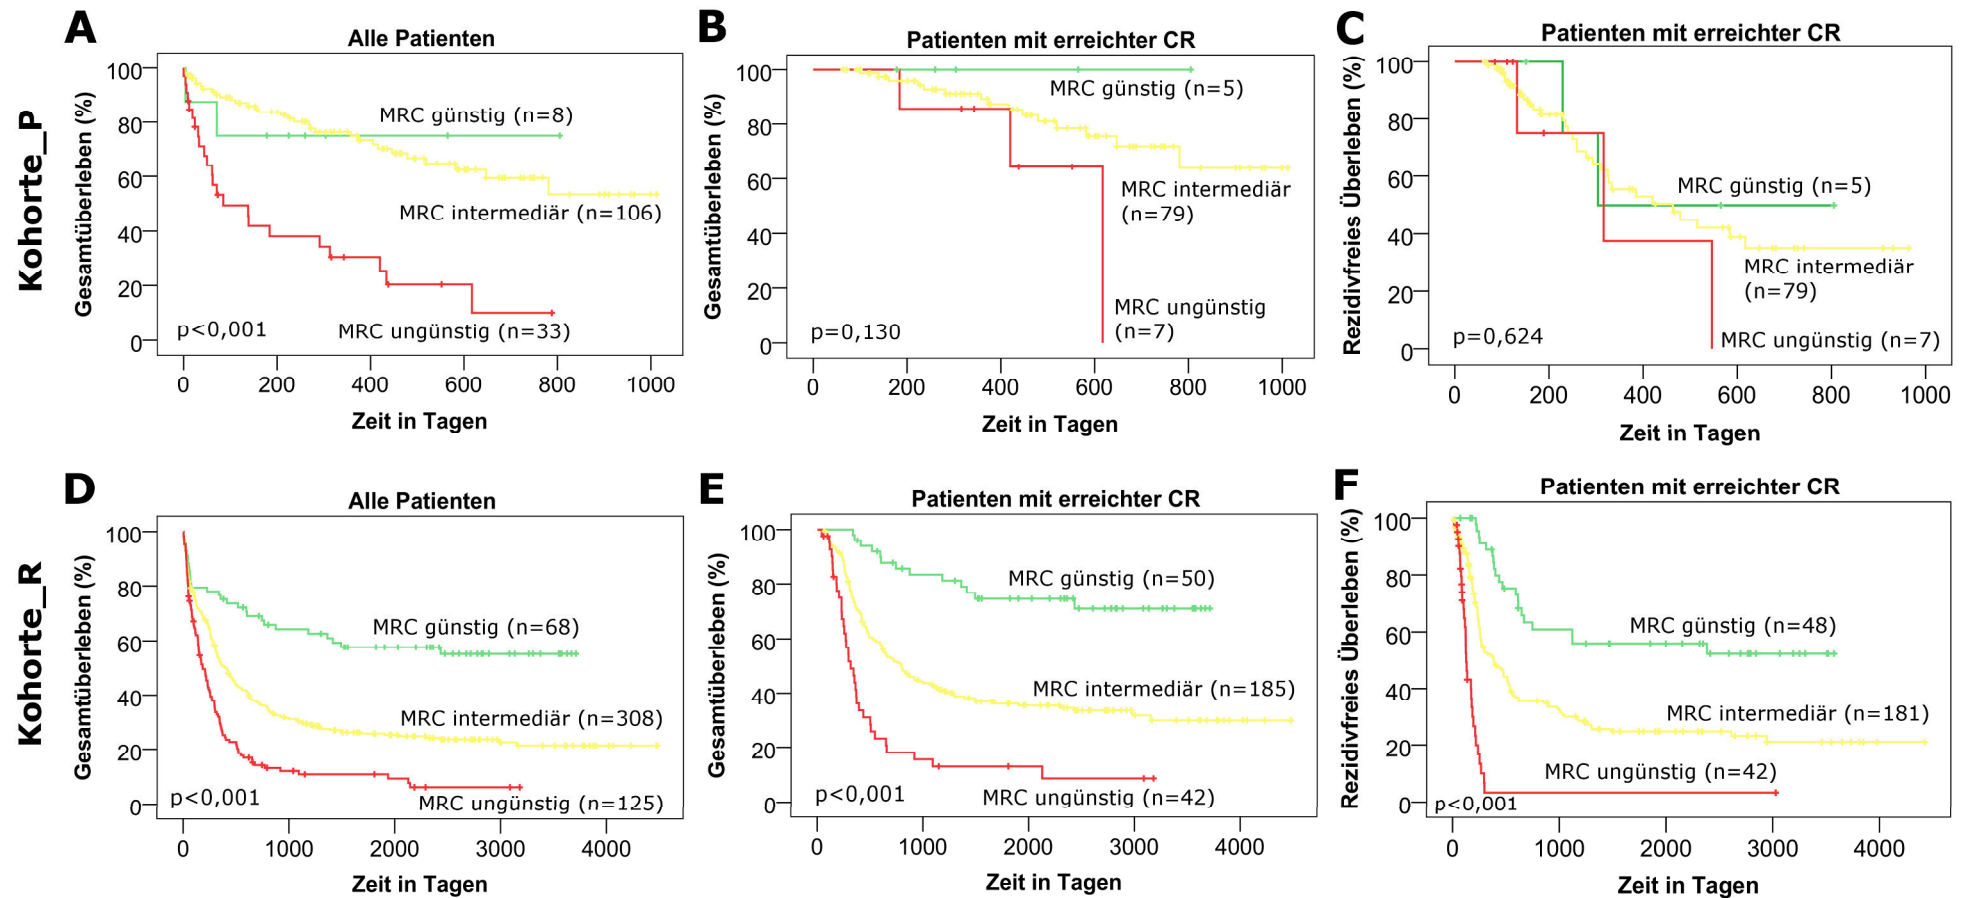 Kohorte_P
A
Alle Patienten
Gesamtüberleben (%)
100
80
60
40
20
0
MRC günstig (n=8)
MRC intermediär (n=106)
MRC ungünstig (n=33)
p<0,001
0 200 400 600 800 1000
Zeit in Tagen
B
Patienten mit erreichter CR
Gesamtüberleben (%)
100
80
60
40
20
0
MRC günstig (n=5)
MRC intermediär
(n=79)
MRC ungünstig
(n=7)
p=0,130
0 200 400 600 800 1000
Zeit in Tagen
C
Patienten mit erreichter CR
Rezidivfreies Überleben (%)
100
80
60
40
20
0
MRC günstig (n=5)
MRC intermediär
(n=79)
MRC ungünstig (n=7)
p=0,624
0 200 400 600 800 1000
Zeit in Tagen
Kohorte_R
D
Alle Patienten
Gesamtüberleben (%)
100
80
60
40
20
0
MRC günstig (n=68)
MRC intermediär (n=308)
MRC ungünstig (n=125)
p<0,001
0 1000 2000 3000 4000
Zeit in Tagen
E
Patienten mit erreichter CR
Gesamtüberleben (%)
100
80
60
40
20
0
MRC günstig (n=50)
MRC intermediär (n=185)
MRC ungünstig (n=42)
p<0,001
0 1000 2000 3000 4000
Zeit in Tagen
F
Patienten mit erreichter CR
Rezidivfreies Überleben (%)
100
80
60
40
20
0
MRC günstig (n=48)
MRC intermediär (n=181)
MRC ungünstig (n=42)
p<0,001
0 1000 2000 3000 4000
Zeit in Tagen